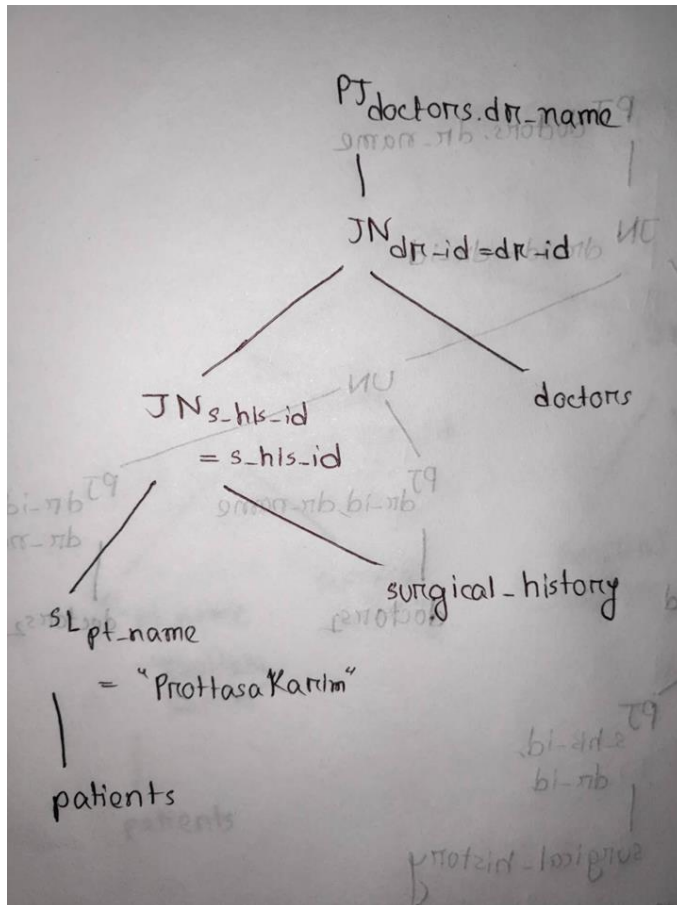 PJ doctors.dr_name
JN dr_id=dr_id
JN s_his_id
= s_his_id
doctors
SL pt_name
= "Prottasa Karim"
surgical_history
patients